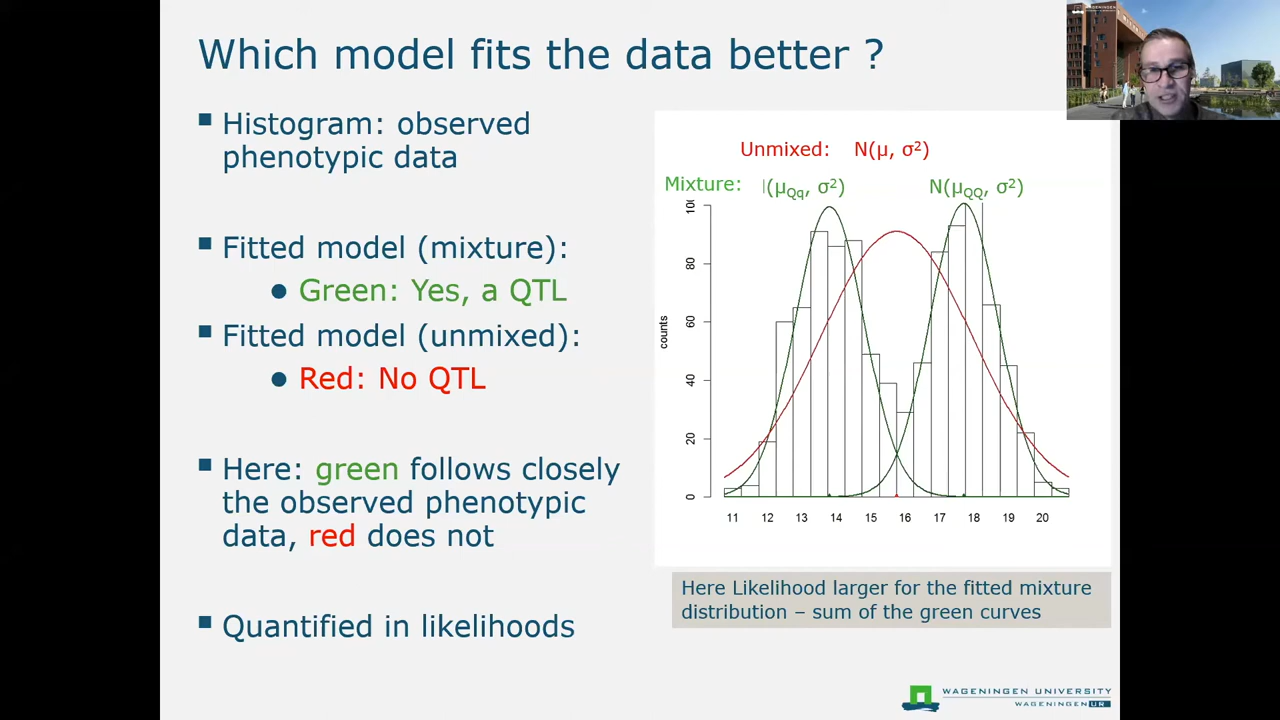 Which model fits the data better ?
Histogram: observed
phenotypic data
Fitted model (mixture):
Green: Yes, a QTL
Fitted model (unmixed):
Red: No QTL
Here: green follows closely
the observed phenotypic
data, red does not
Quantified in likelihoods
Unmixed: N(μ, σ²)
Mixture: (μQq, σ²) N(μQQ, σ²)
counts
0
20
40
60
80
11 12 13 14 15 16 17 18 19 20
Here Likelihood larger for the fitted mixture
distribution – sum of the green curves
WAGENINGEN UNIVERSITY
WAGENINGEN UR
WAGENINGEN